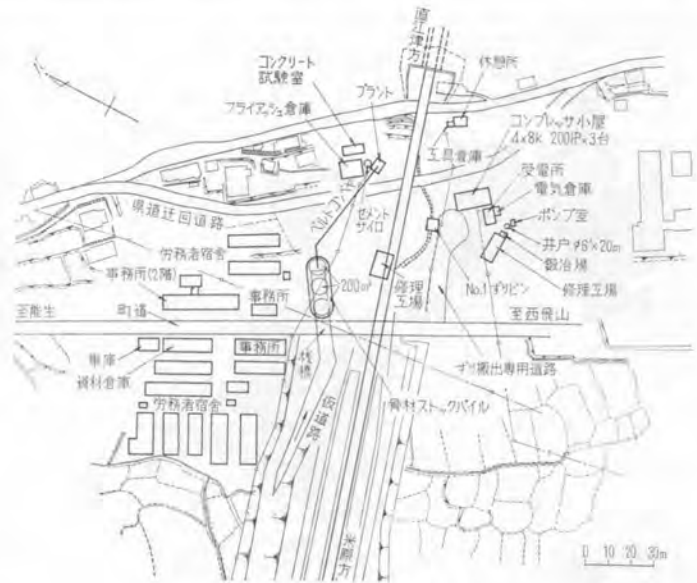 直江津方
コンクリート
試験室
フライアッシュ倉庫
プラント
休憩所
コンプレッサ小屋
4×8k 200IP×3台
工具倉庫
受電所
電気倉庫
ポンプ室
井戸 φ6"×20m
鍛冶場
修理工場
県道迂回道路
ベルトコンベヤ
セメント
サイロ
労務者宿舎
事務所(2階)
事務所
200㎥
修理
工場
No.1ずりビン
至能生
町道
至西飛山
車庫
資材倉庫
事務所
桟橋
ずり搬出専用道路
労務者宿舎
仮道路
骨材ストックパイル
米原方
0 10 20 30m